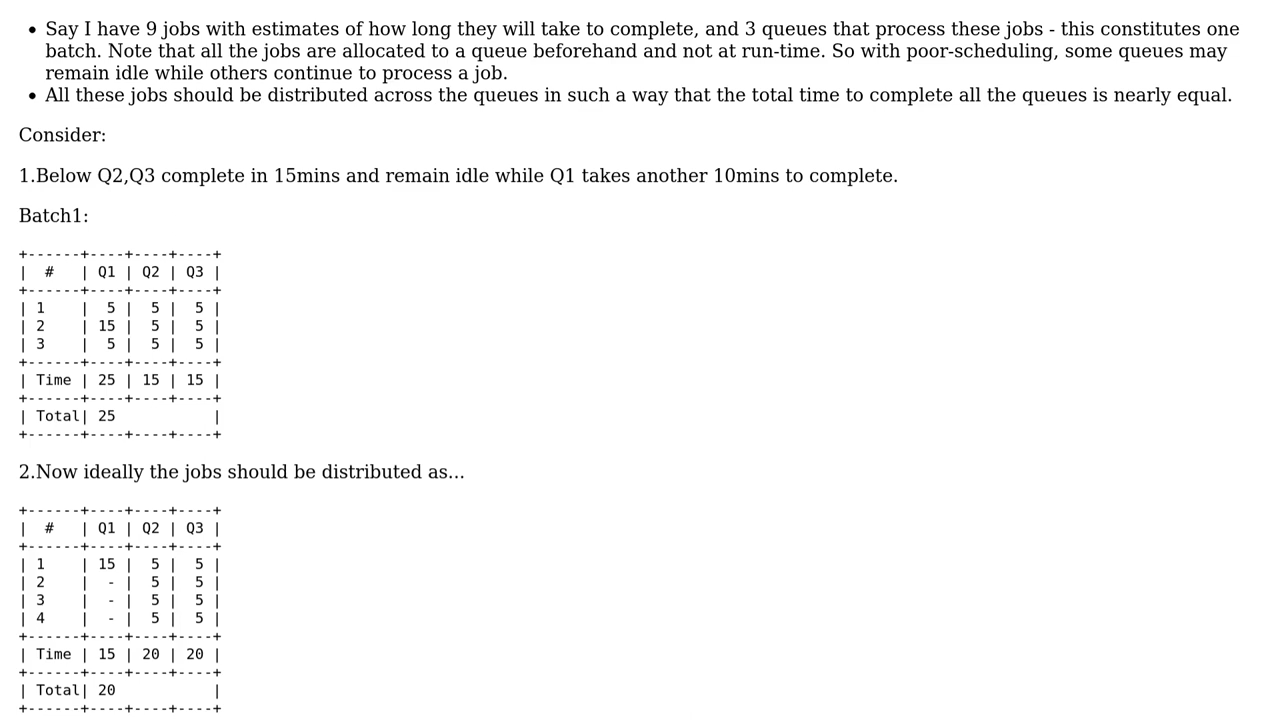 • Say I have 9 jobs with estimates of how long they will take to complete, and 3 queues that process these jobs - this constitutes one
batch. Note that all the jobs are allocated to a queue beforehand and not at run-time. So with poor-scheduling, some queues may
remain idle while others continue to process a job.
• All these jobs should be distributed across the queues in such a way that the total time to complete all the queues is nearly equal.
Consider:
1.Below Q2,Q3 complete in 15mins and remain idle while Q1 takes another 10mins to complete.
Batch1:
+------+----+----+----+
|  #   | Q1 | Q2 | Q3 |
+------+----+----+----+
| 1    |  5 |  5 |  5 |
| 2    | 15 |  5 |  5 |
| 3    |  5 |  5 |  5 |
+------+----+----+----+
| Time | 25 | 15 | 15 |
+------+----+----+----+
| Total| 25           |
+------+----+----+----+
2.Now ideally the jobs should be distributed as...
+------+----+----+----+
|  #   | Q1 | Q2 | Q3 |
+------+----+----+----+
| 1    | 15 |  5 |  5 |
| 2    |  - |  5 |  5 |
| 3    |  - |  5 |  5 |
| 4    |  - |  5 |  5 |
+------+----+----+----+
| Time | 15 | 20 | 20 |
+------+----+----+----+
| Total| 20           |
+------+----+----+----+